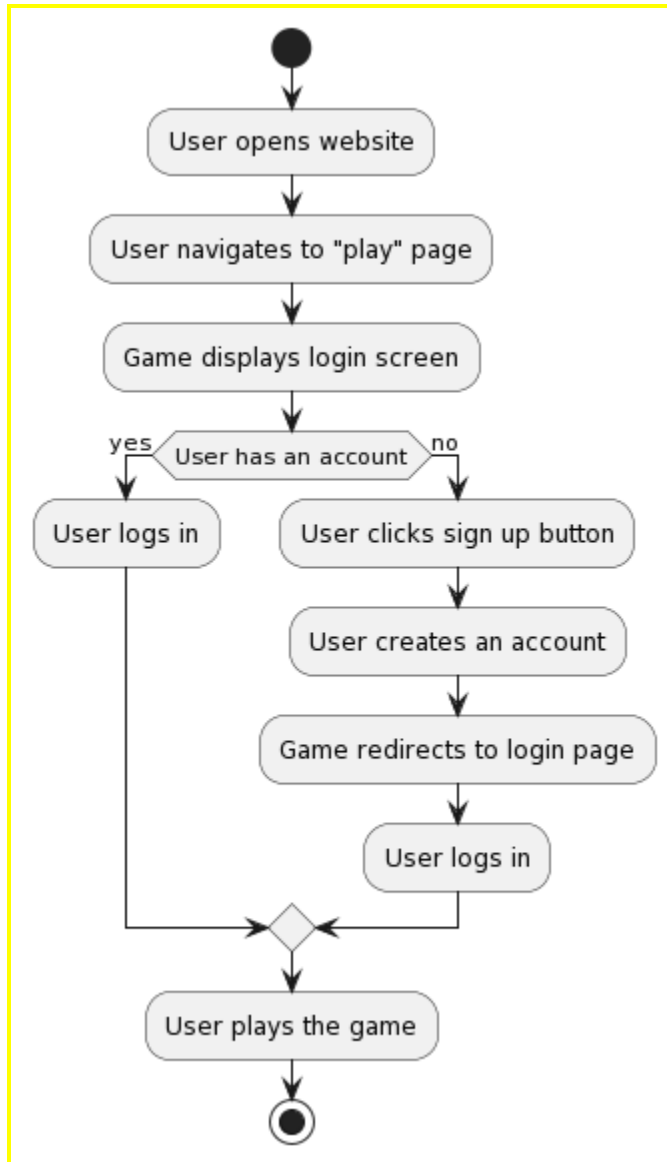 User opens website
User navigates to "play" page
Game displays login screen
yes
User has an account
no
User logs in
User clicks sign up button
User creates an account
Game redirects to login page
User logs in
User plays the game